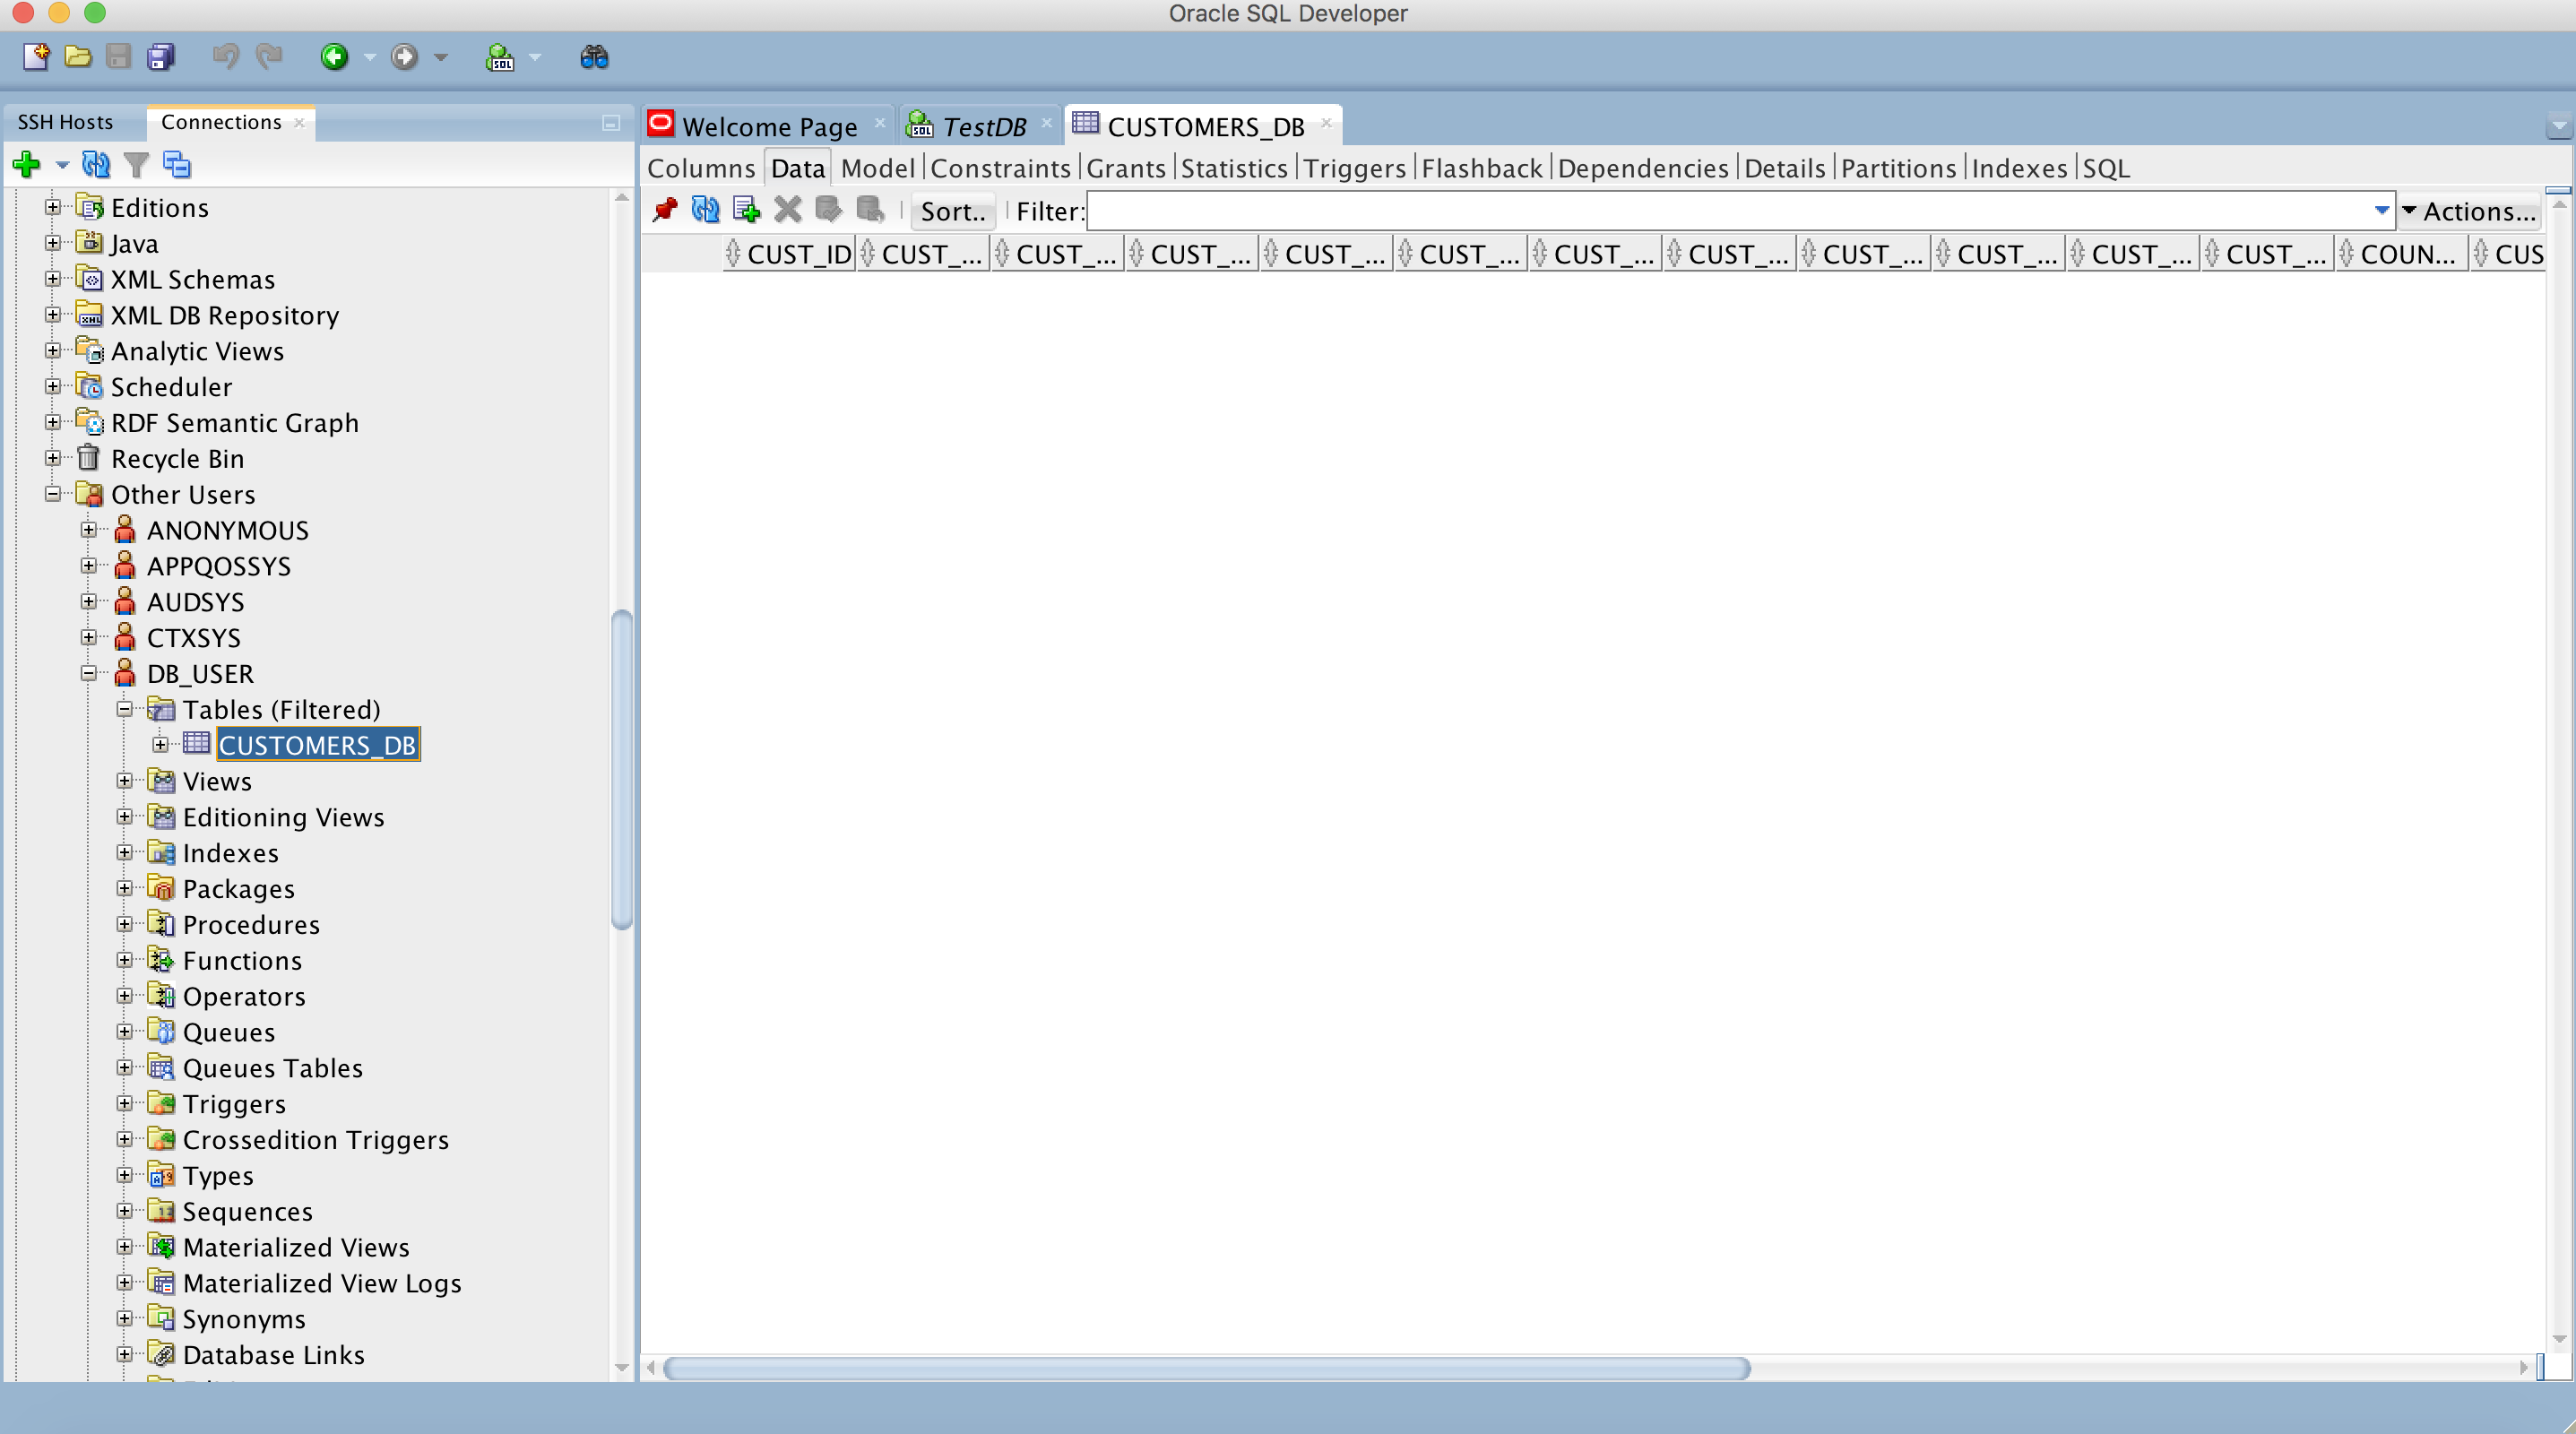 Oracle SQL Developer
SSH Hosts
Connections
Welcome Page
TestDB
CUSTOMERS_DB
Columns Data Model Constraints Grants Statistics Triggers Flashback Dependencies Details Partitions Indexes SQL
Sort.. Filter: Actions...
CUST_ID CUST_... CUST_... CUST_... CUST_... CUST_... CUST_... CUST_... CUST_... CUST_... CUST_... CUST_... COUN... CUS
Editions
Java
XML Schemas
XML DB Repository
Analytic Views
Scheduler
RDF Semantic Graph
Recycle Bin
Other Users
ANONYMOUS
APPQOSSYS
AUDSYS
CTXSYS
DB_USER
Tables (Filtered)
CUSTOMERS_DB
Views
Editioning Views
Indexes
Packages
Procedures
Functions
Operators
Queues
Queues Tables
Triggers
Crossedition Triggers
Types
Sequences
Materialized Views
Materialized View Logs
Synonyms
Database Links